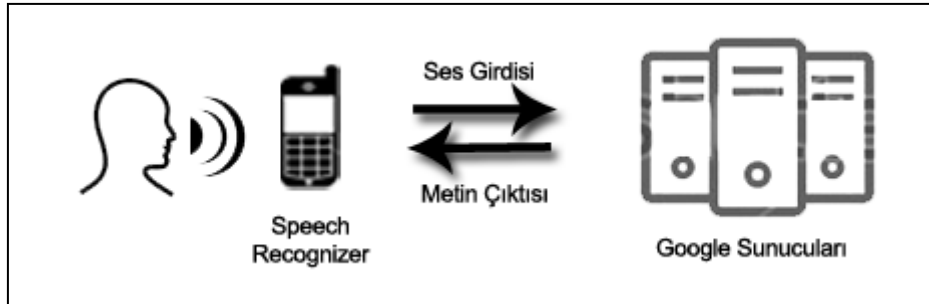 Ses Girdisi
Metin Çıktısı
Speech
Recognizer
Google Sunucuları